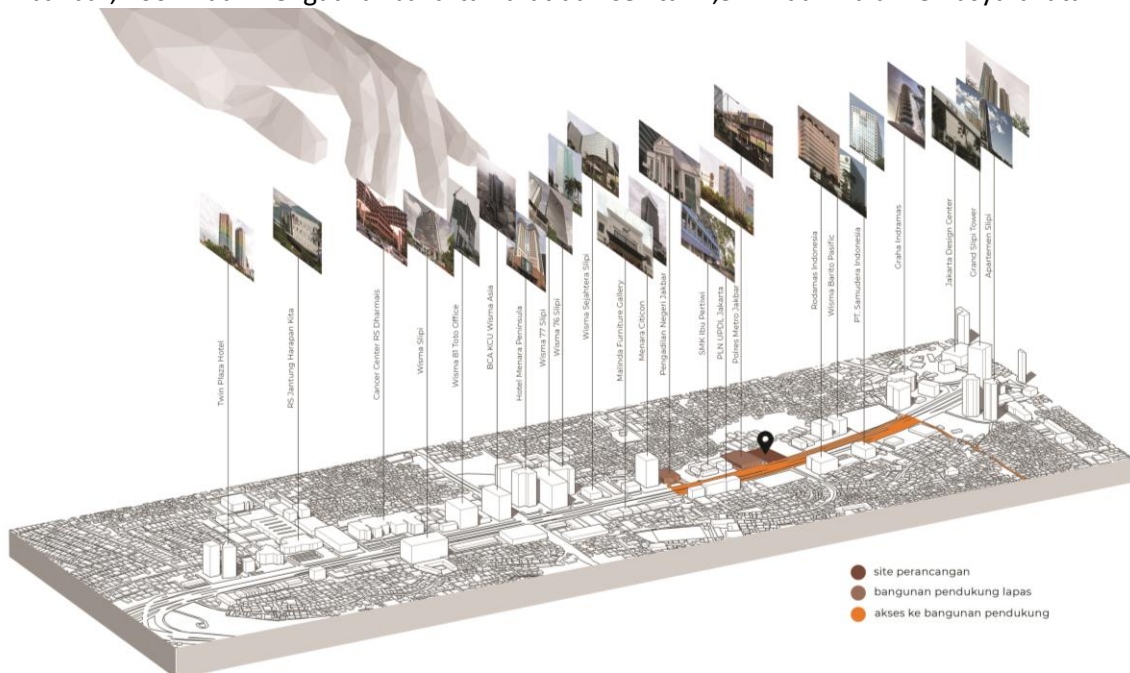 Twin Plaza Hotel
RS Jantung Harapan Kita
Cancer Center RS Dharmais
Wisma Slipi
Wisma 81 Toto Office
BCA KCU Wisma Asia
Hotel Menara Peninsula
Wisma 77 Slipi
Wisma 76 Slipi
Wisma Sejahtera Slipi
Malinda Furniture Gallery
Menara Citicon
Pengadilan Negeri Jakbar
SMK Ibu Pertiwi
PLN UPDL Jakarta
Polres Metro Jakbar
Rodamas Indonesia
Wisma Barito Pasific
PT. Samudera Indonesia
Graha Indramas
Jakarta Design Center
Grand Slipi Tower
Apartemen Slipi
site perancangan
bangunan pendukung lapas
akses ke bangunan pendukung